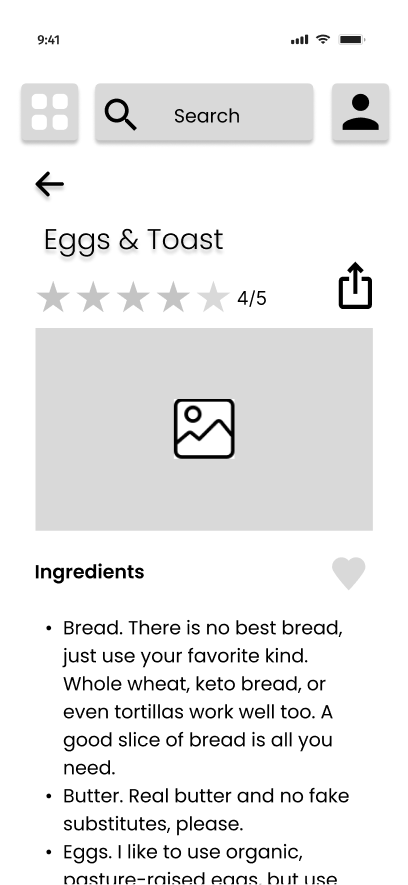 9:41
Search
Eggs & Toast
4/5
Ingredients
• Bread. There is no best bread,
just use your favorite kind.
Whole wheat, keto bread, or
even tortillas work well too. A
good slice of bread is all you
need.
• Butter. Real butter and no fake
substitutes, please.
• Eggs. I like to use organic,
pasture-raised eggs, but use